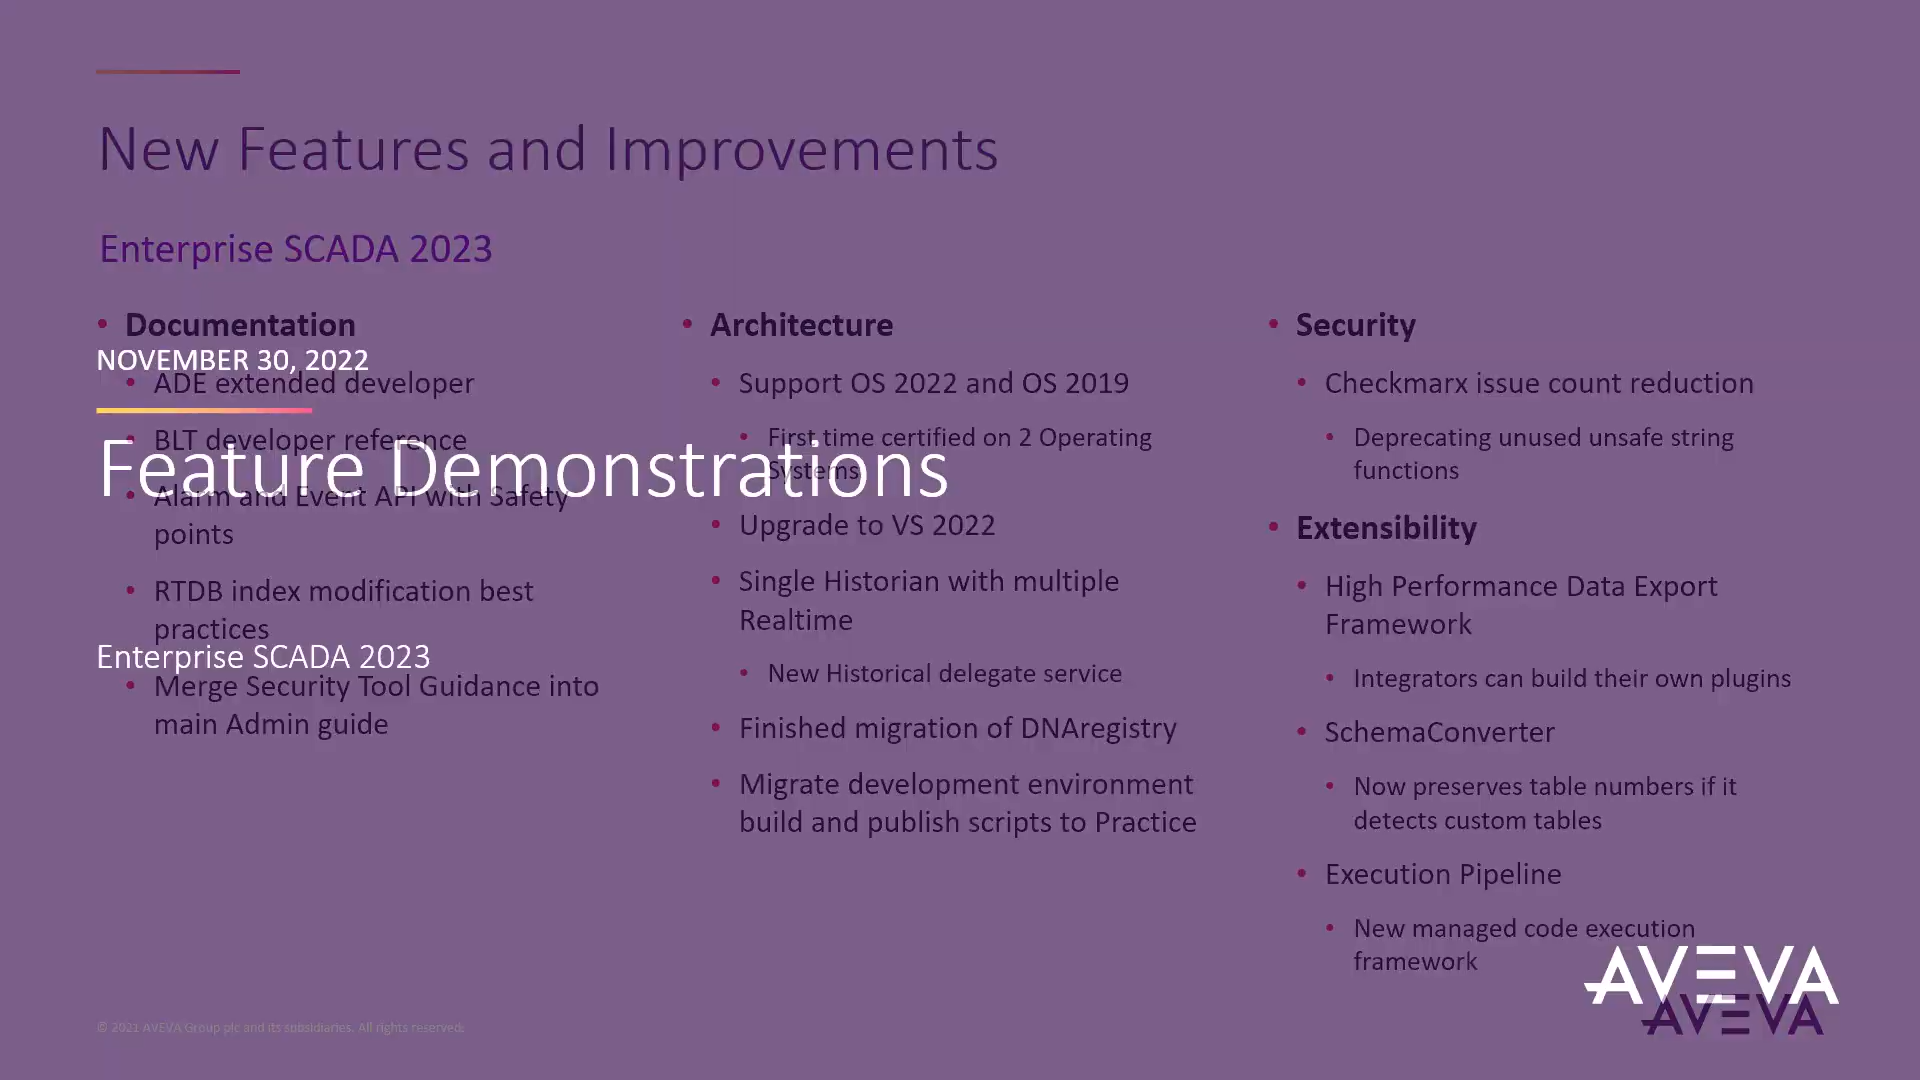 New Features and Improvements
Enterprise SCADA 2023
• Documentation
• ADE extended developer
• BLT developer reference
• Alarm and Event API with Safety
points
• RTDB index modification best
practices
• Merge Security Tool Guidance into
main Admin guide
• Architecture
• Support OS 2022 and OS 2019
• First time certified on 2 Operating
Systems
• Upgrade to VS 2022
• Single Historian with multiple
Realtime
• New Historical delegate service
• Finished migration of DNAregistry
• Migrate development environment
build and publish scripts to Practice
• Security
• Checkmarx issue count reduction
• Deprecating unused unsafe string
functions
• Extensibility
• High Performance Data Export
Framework
• Integrators can build their own plugins
• SchemaConverter
• Now preserves table numbers if it
detects custom tables
• Execution Pipeline
• New managed code execution
framework
NOVEMBER 30, 2022
Feature Demonstrations
Enterprise SCADA 2023
© 2021 AVEVA Group plc and its subsidiaries. All rights reserved.
AVEVA
AVEVA